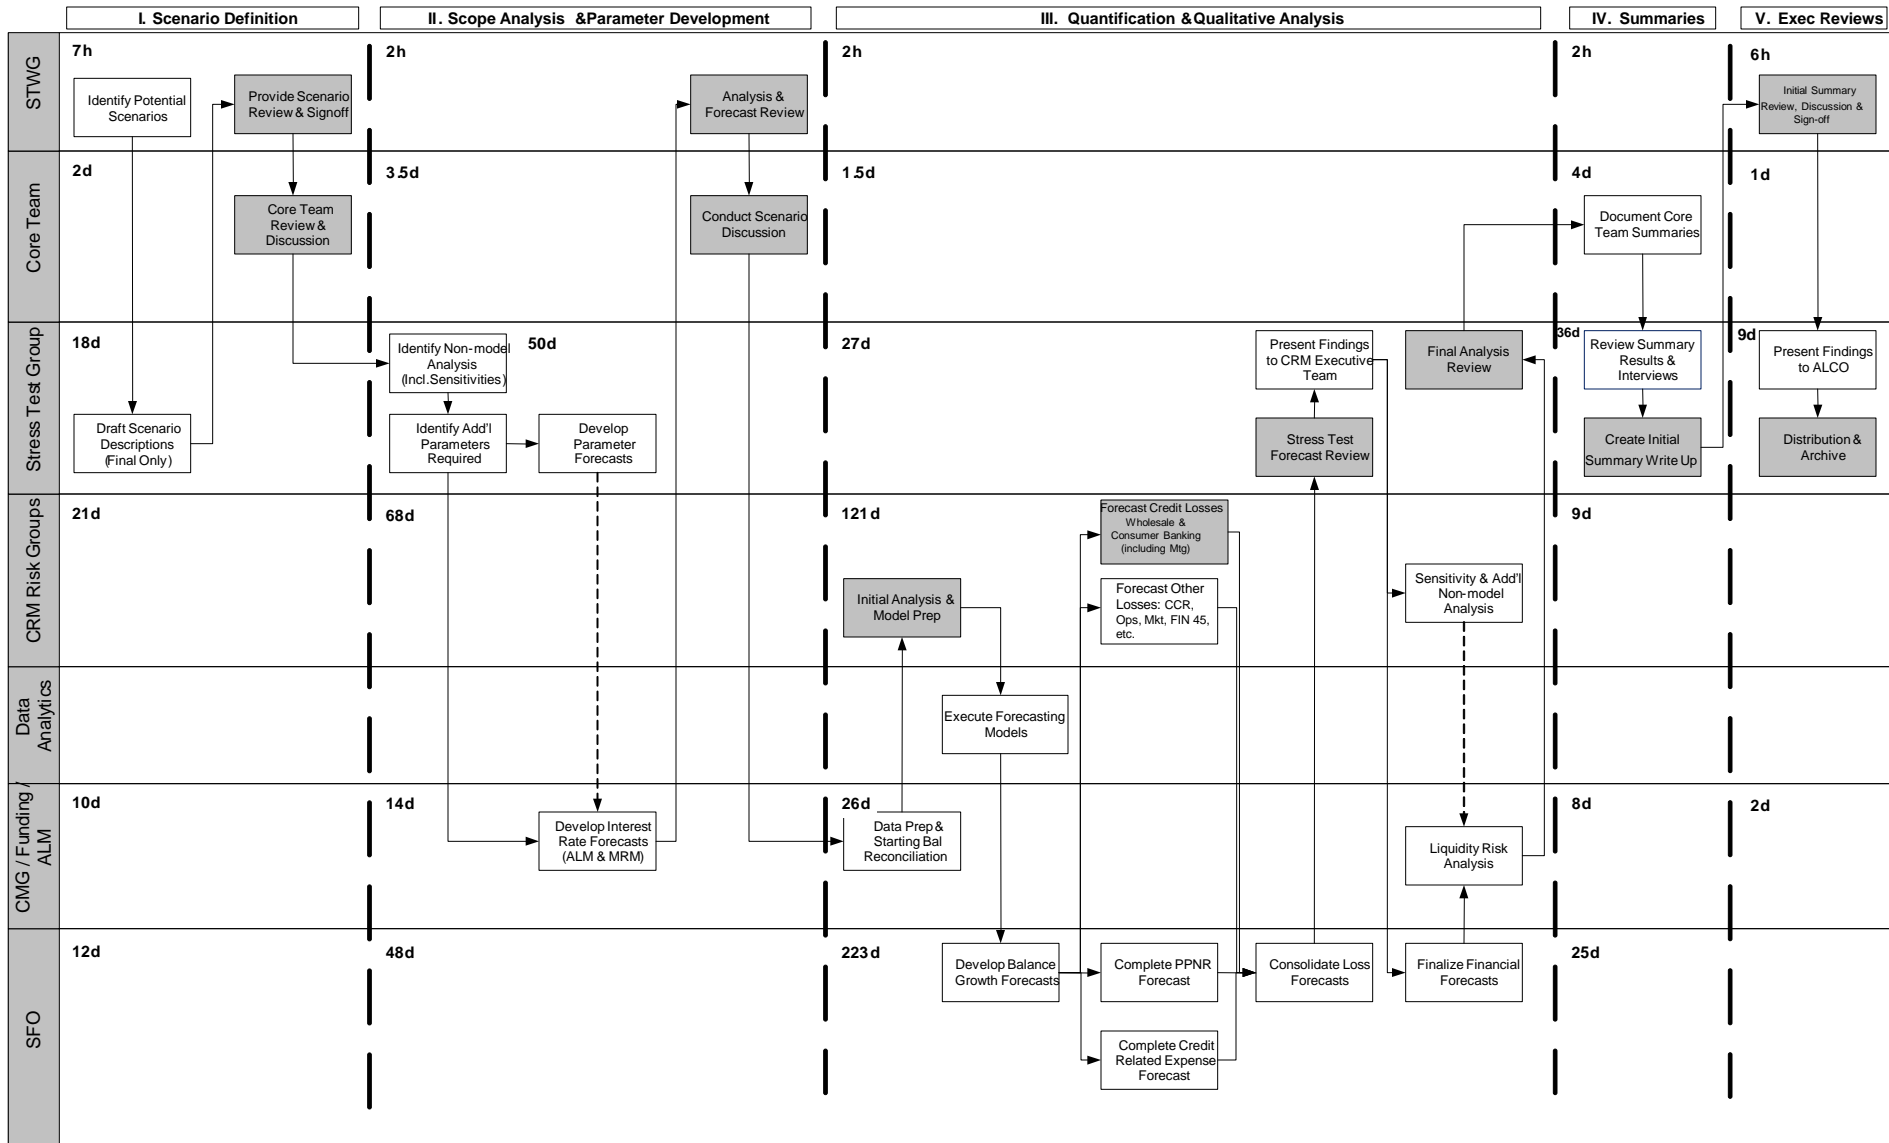 I. Scenario Definition
II. Scope Analysis &Parameter Development
III. Quantification &Qualitative Analysis
IV. Summaries
V. Exec Reviews
STWG
7h
2h
2h
2h
6h
Identify Potential
Scenarios
Provide Scenario
Review & Signoff
Analysis &
Forecast Review
Initial Summary
Review, Discussion &
Sign-off
Core Team
2d
3.5d
1.5d
4d
1d
Core Team
Review &
Discussion
Conduct Scenario
Discussion
Document Core
Team Summaries
Stress Test Group
18d
50d
27d
36d
9d
Identify Non-model
Analysis
(Incl.Sensitivities)
Present Findings
to CRM Executive
Team
Final Analysis
Review
Review Summary
Results &
Interviews
Present Findings
to ALCO
Draft Scenario
Descriptions
(Final Only)
Identify Add'l
Parameters
Required
Develop
Parameter
Forecasts
Stress Test
Forecast Review
Create Initial
Summary Write Up
Distribution &
Archive
CRM Risk Groups
21d
68d
121d
9d
Forecast Credit Losses
Wholesale &
Consumer Banking
(including Mtg)
Initial Analysis &
Model Prep
Forecast Other
Losses: CCR,
Ops, Mkt, FIN 45,
etc.
Sensitivity & Add'l
Non-model
Analysis
Data
Analytics
Execute Forecasting
Models
CMG / Funding /
ALM
10d
14d
26d
8d
2d
Develop Interest
Rate Forecasts
(ALM & MRM)
Data Prep &
Starting Bal
Reconciliation
Liquidity Risk
Analysis
SFO
12d
48d
223d
25d
Develop Balance
Growth Forecasts
Complete PPNR
Forecast
Consolidate Loss
Forecasts
Finalize Financial
Forecasts
Complete Credit
Related Expense
Forecast